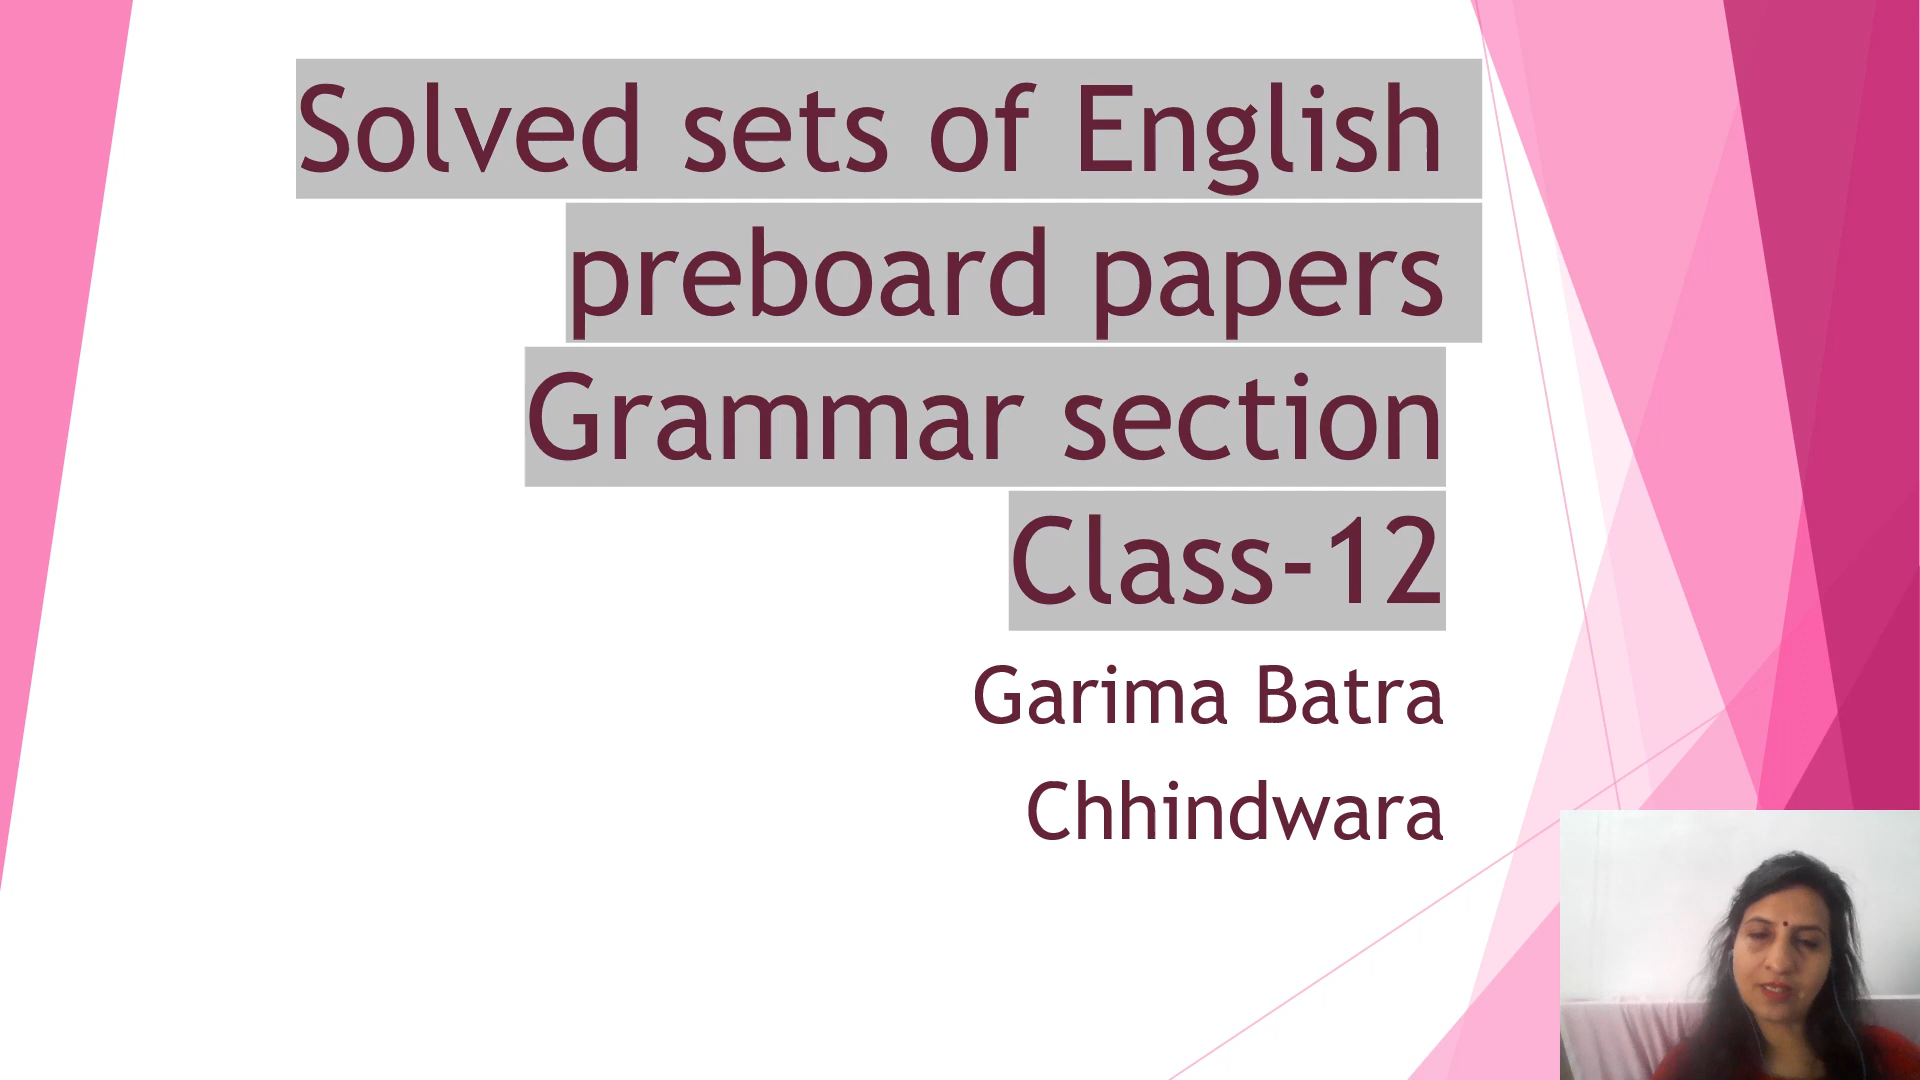 Solved sets of English
preboard papers
Grammar section
Class-12
Garima Batra
Chhindwara